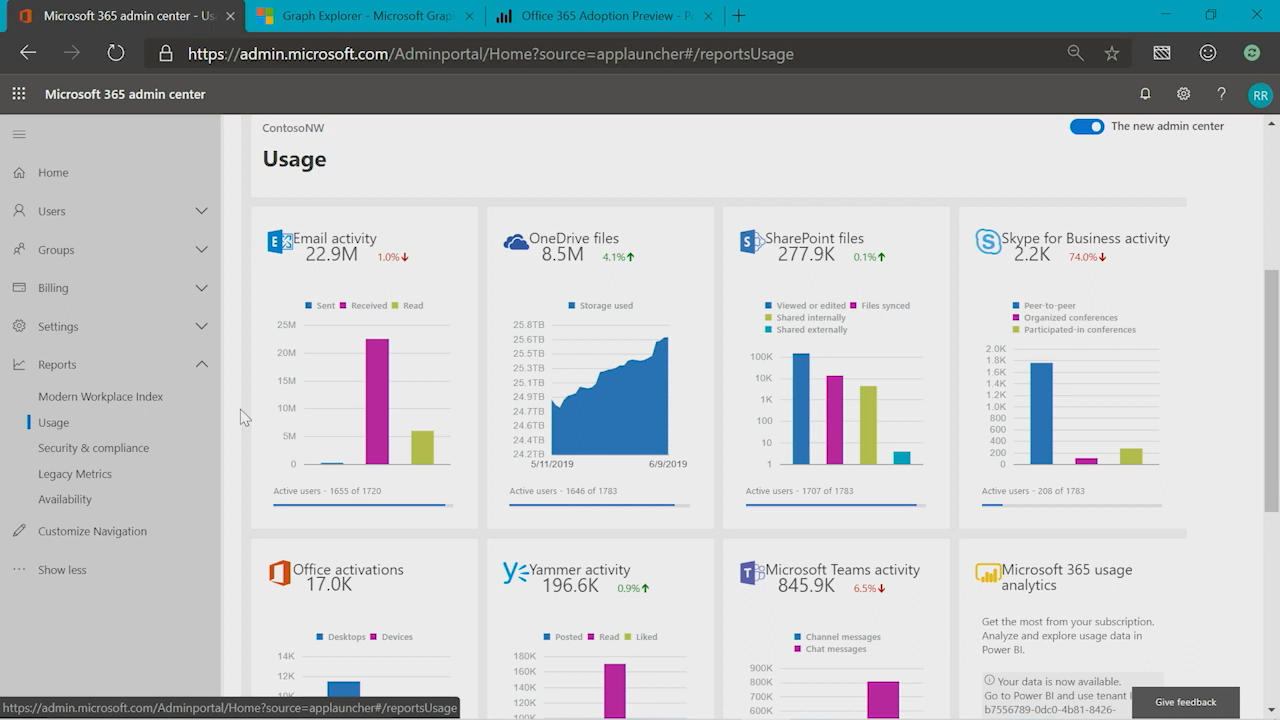 Microsoft 365 admin center - Usa
Graph Explorer - Microsoft Grap
Office 365 Adoption Preview - Po
https://admin.microsoft.com/Adminportal/Home?source=applauncher#/reportsUsage
Microsoft 365 admin center
RR
ContosoNW
The new admin center
Usage
Home
Users
Groups
Billing
Settings
Reports
Modern Workplace Index
Usage
Security & compliance
Legacy Metrics
Availability
Customize Navigation
Show less
Email activity
22.9M 1.0%
Sent Received Read
25M
20M
15M
10M
5M
0
Active users - 1655 of 1720
OneDrive files
8.5M 4.1%
Storage used
25.8TB
25.6TB
25.5TB
25.3TB
25.1TB
24.9TB
24.7TB
24.6TB
24.4TB
24.2TB
5/11/2019 6/9/2019
Active users - 1646 of 1783
SharePoint files
277.9K 0.1%
Viewed or edited Files synced
Shared internally
Shared externally
100K
10K
1K
100
10
1
Active users - 1707 of 1783
Skype for Business activity
2.2K 74.0%
Peer-to-peer
Organized conferences
Participated-in conferences
2.0K
1.8K
1.6K
1.4K
1.2K
1.0K
800
600
400
200
0
Active users - 208 of 1783
Office activations
17.0K
Desktops Devices
14K
12K
10K
Yammer activity
196.6K 0.9%
Posted Read Liked
180K
160K
140K
120K
100K
Microsoft Teams activity
845.9K 6.5%
Channel messages
Chat messages
900K
800K
700K
600K
Microsoft 365 usage
analytics
Get the most from your subscription.
Analyze and explore usage data in
Power BI.
Your data is now available.
Go to Power BI and use tenant
b7556789-0dc0-4b81-8426-
Give feedback
https://admin.microsoft.com/Adminportal/Home?source=applauncher#/reportsUsage